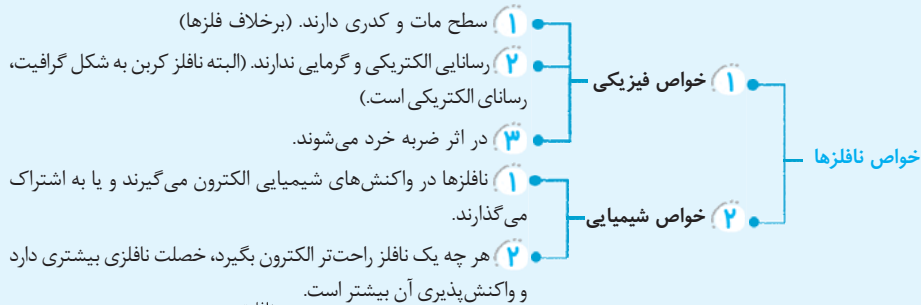 خواص نافلزها
۱ خواص فیزیکی
۱ سطح مات و کدری دارند. (برخلاف فلزها)
۲ رسانایی الکتریکی و گرمایی ندارند. (البته نافلز کربن به شکل گرافیت،
رسانای الکتریکی است.)
۳ در اثر ضربه خرد می‌شوند.
۲ خواص شیمیایی
۱ نافلزها در واکنش‌های شیمیایی الکترون می‌گیرند و یا به اشتراک
می‌گذارند.
۲ هر چه یک نافلز راحت‌تر الکترون بگیرد، خصلت نافلزی بیشتری دارد
و واکنش‌پذیری آن بیشتر است.